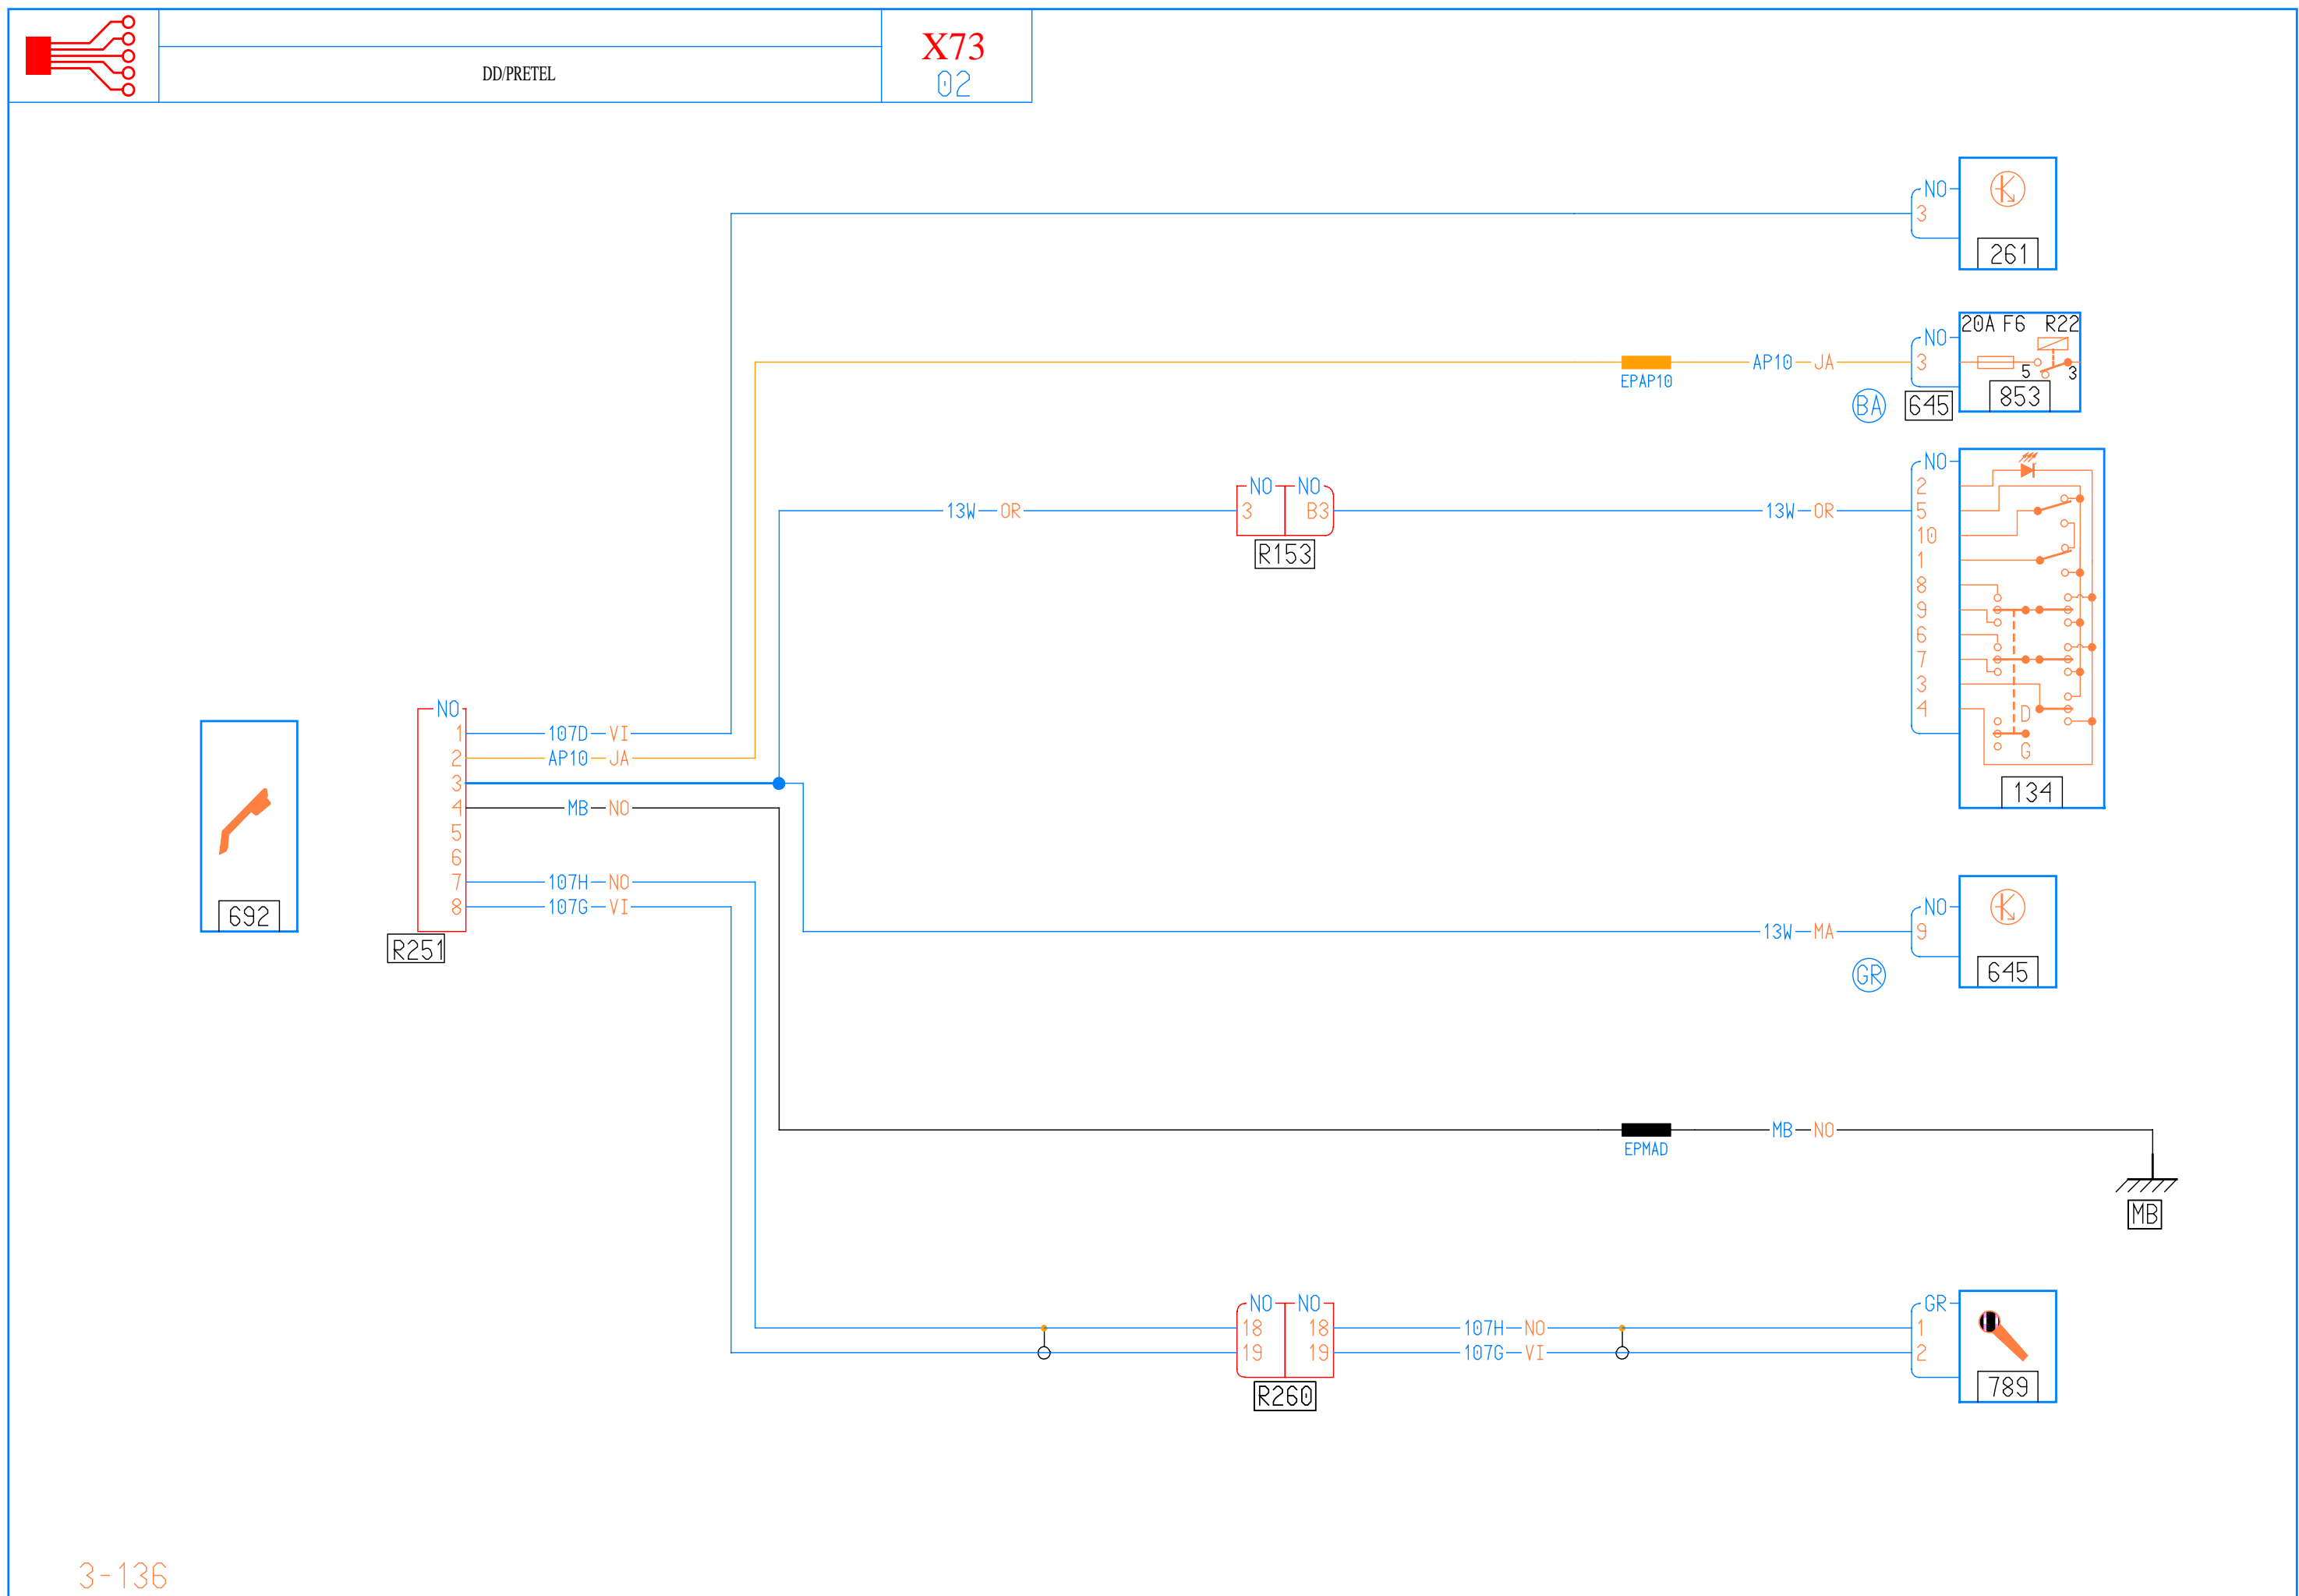 X73
DD/PRETEL
02
NO
3
261
20A F6 R22
NO
3
5
3
853
AP10 JA
EPAP10
BA
645
NO
2
5
10
1
8
9
6
7
3
4
D
G
134
13W OR
NO NO
3 B3
R153
13W OR
NO
1 107D VI
2 AP10 JA
3
4 MB NO
5
6
7 107H NO
8 107G VI
R251
692
NO
13W MA
9
GR
645
EPMAD
MB NO
MB
NO NO
18 18
19 19
R260
107H NO
107G VI
GR
1
2
789
3-136